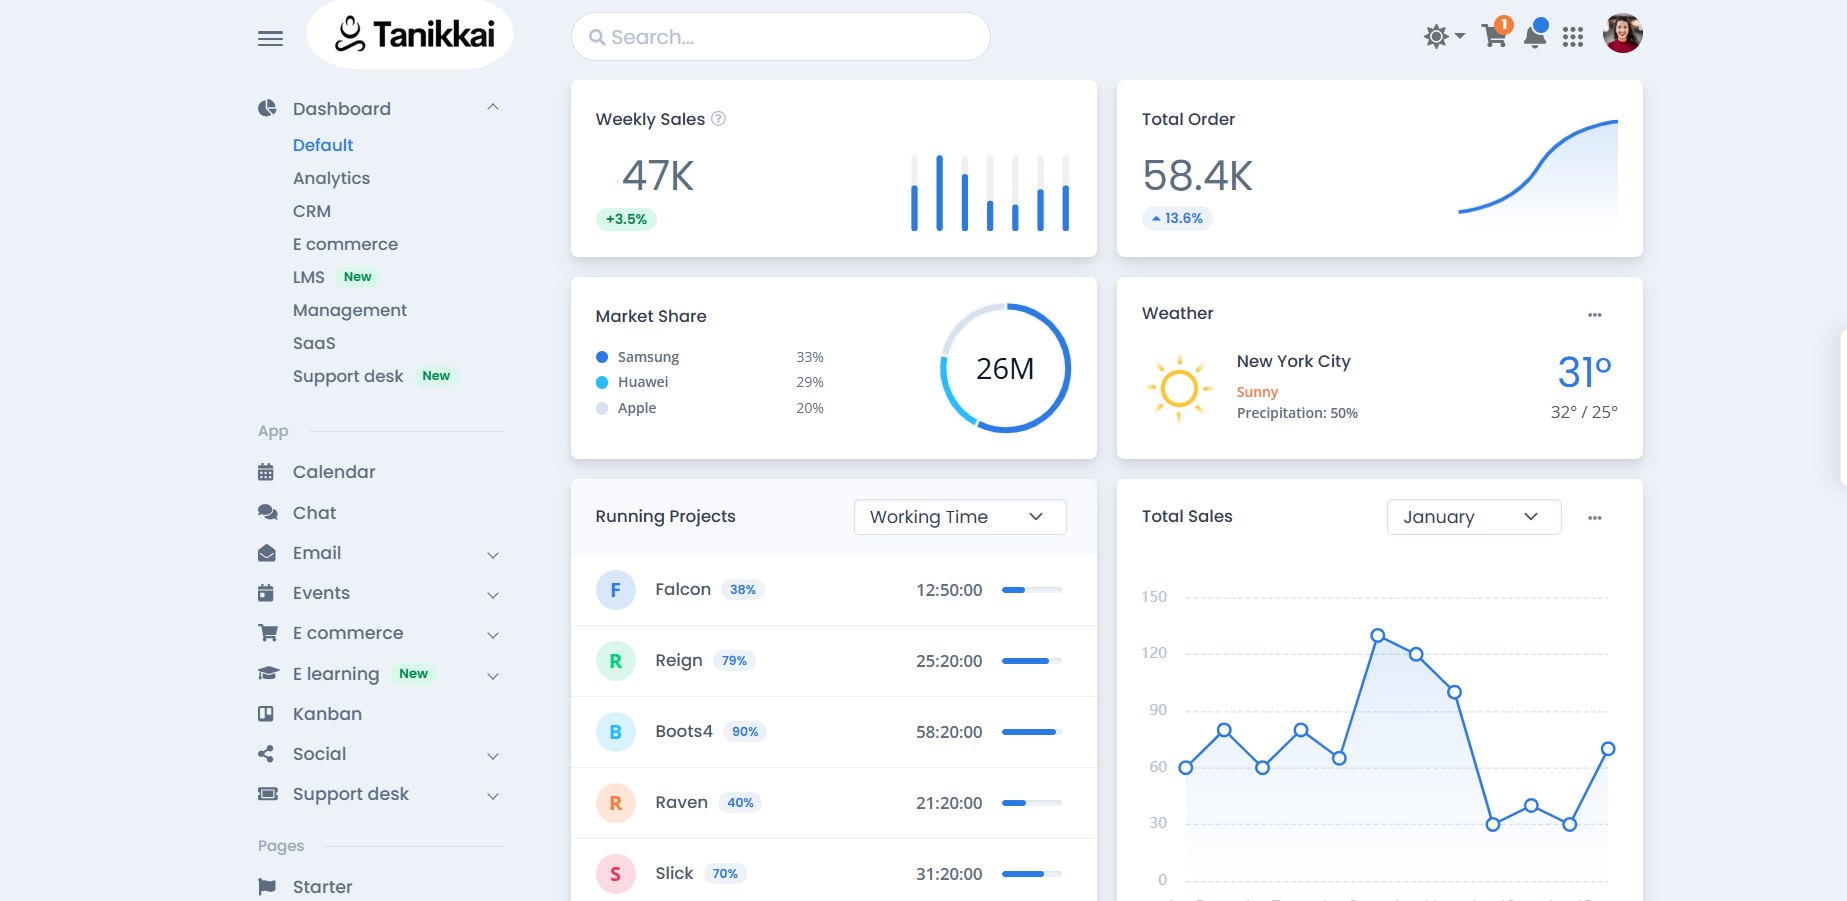 Tanikkai
Search...
1
Dashboard
Default
Analytics
CRM
E commerce
LMS New
Management
SaaS
Support desk New
App
Calendar
Chat
Email
Events
E commerce
E learning New
Kanban
Social
Support desk
Pages
Starter
Weekly Sales ?
47K
+3.5%
Total Order
58.4K
13.6%
Market Share
Samsung 33%
Huawei 29%
Apple 20%
26M
Weather
New York City
Sunny
Precipitation: 50%
31°
32° / 25°
Running Projects Working Time
F Falcon 38% 12:50:00
R Reign 79% 25:20:00
B Boots4 90% 58:20:00
R Raven 40% 21:20:00
S Slick 70% 31:20:00
Total Sales January
150
120
90
60
30
0